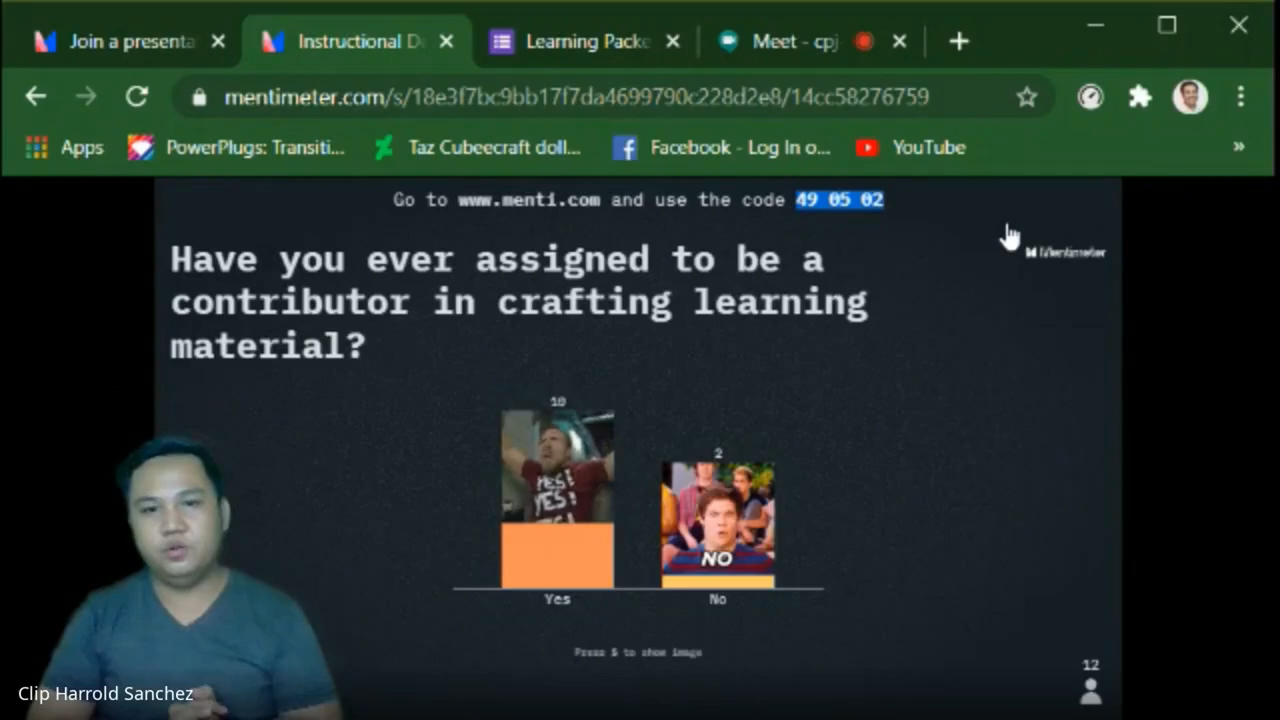 Join a presenta
Instructional De
Learning Packe
Meet - cpj
mentimeter.com/s/18e3f7bc9bb17f7da4699790c228d2e8/14cc58276759
Apps
PowerPlugs: Transiti...
Taz Cubeecraft doll...
Facebook - Log In o...
YouTube
»
Go to www.menti.com and use the code 49 05 02
Mentimeter
Have you ever assigned to be a
contributor in crafting learning
material?
10
2
YES!
YES!
NO
Yes
No
Press S to show image
12
Clip Harrold Sanchez